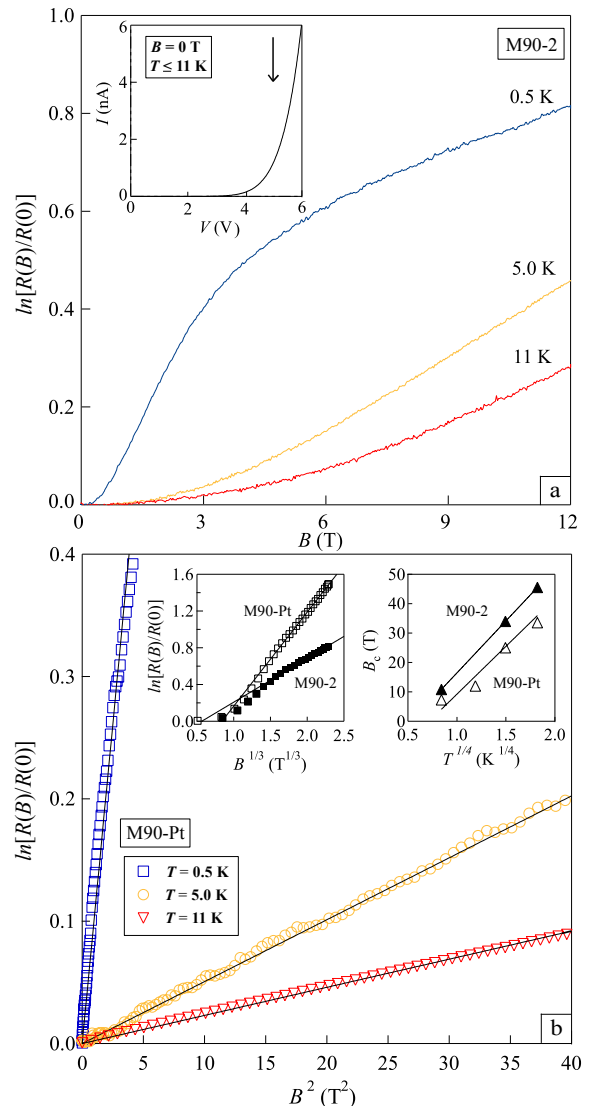 1.0
0.8
0.6
0.4
0.2
0.0
ln[R(B)/R(0)]
6
4
2
0
I (nA)
B = 0 T
T ≤ 11 K
0 2 4 6
V (V)
M90-2
0.5 K
5.0 K
11 K
a
0 3 6 9 12
B (T)
0.4
0.3
0.2
0.1
0.0
ln[R(B)/R(0)]
1.6
1.2
0.8
0.4
0.0
ln[R(B)/R(0)]
M90-Pt
M90-2
0.5 1.0 1.5 2.0 2.5
B 1/3 (T1/3)
50
40
30
20
10
0
Bc (T)
M90-2
M90-Pt
0.5 1.0 1.5 2.0
T 1/4 (K 1/4)
M90-Pt
T = 0.5 K
T = 5.0 K
T = 11 K
b
0 5 10 15 20 25 30 35 40
B 2 (T2)